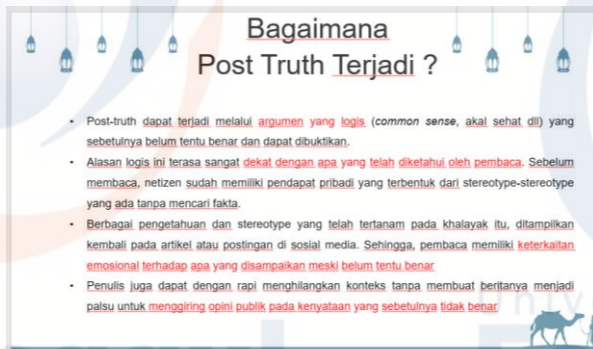 Bagaimana
Post Truth Terjadi ?
• Post-truth dapat terjadi melalui argumen yang logis (common sense, akal sehat dll) yang
sebetulnya belum tentu benar dan dapat dibuktikan.
• Alasan logis ini terasa sangat dekat dengan apa yang telah diketahui oleh pembaca. Sebelum
membaca, netizen sudah memiliki pendapat pribadi yang terbentuk dari stereotype-stereotype
yang ada tanpa mencari fakta.
• Berbagai pengetahuan dan stereotype yang telah tertanam pada khalayak itu, ditampilkan
kembali pada artikel atau postingan di sosial media. Sehingga, pembaca memiliki keterkaitan
emosional terhadap apa yang disampaikan meski belum tentu benar
• Penulis juga dapat dengan rapi menghilangkan konteks tanpa membuat beritanya menjadi
palsu untuk menggiring opini publik pada kenyataan yang sebetulnya tidak benar